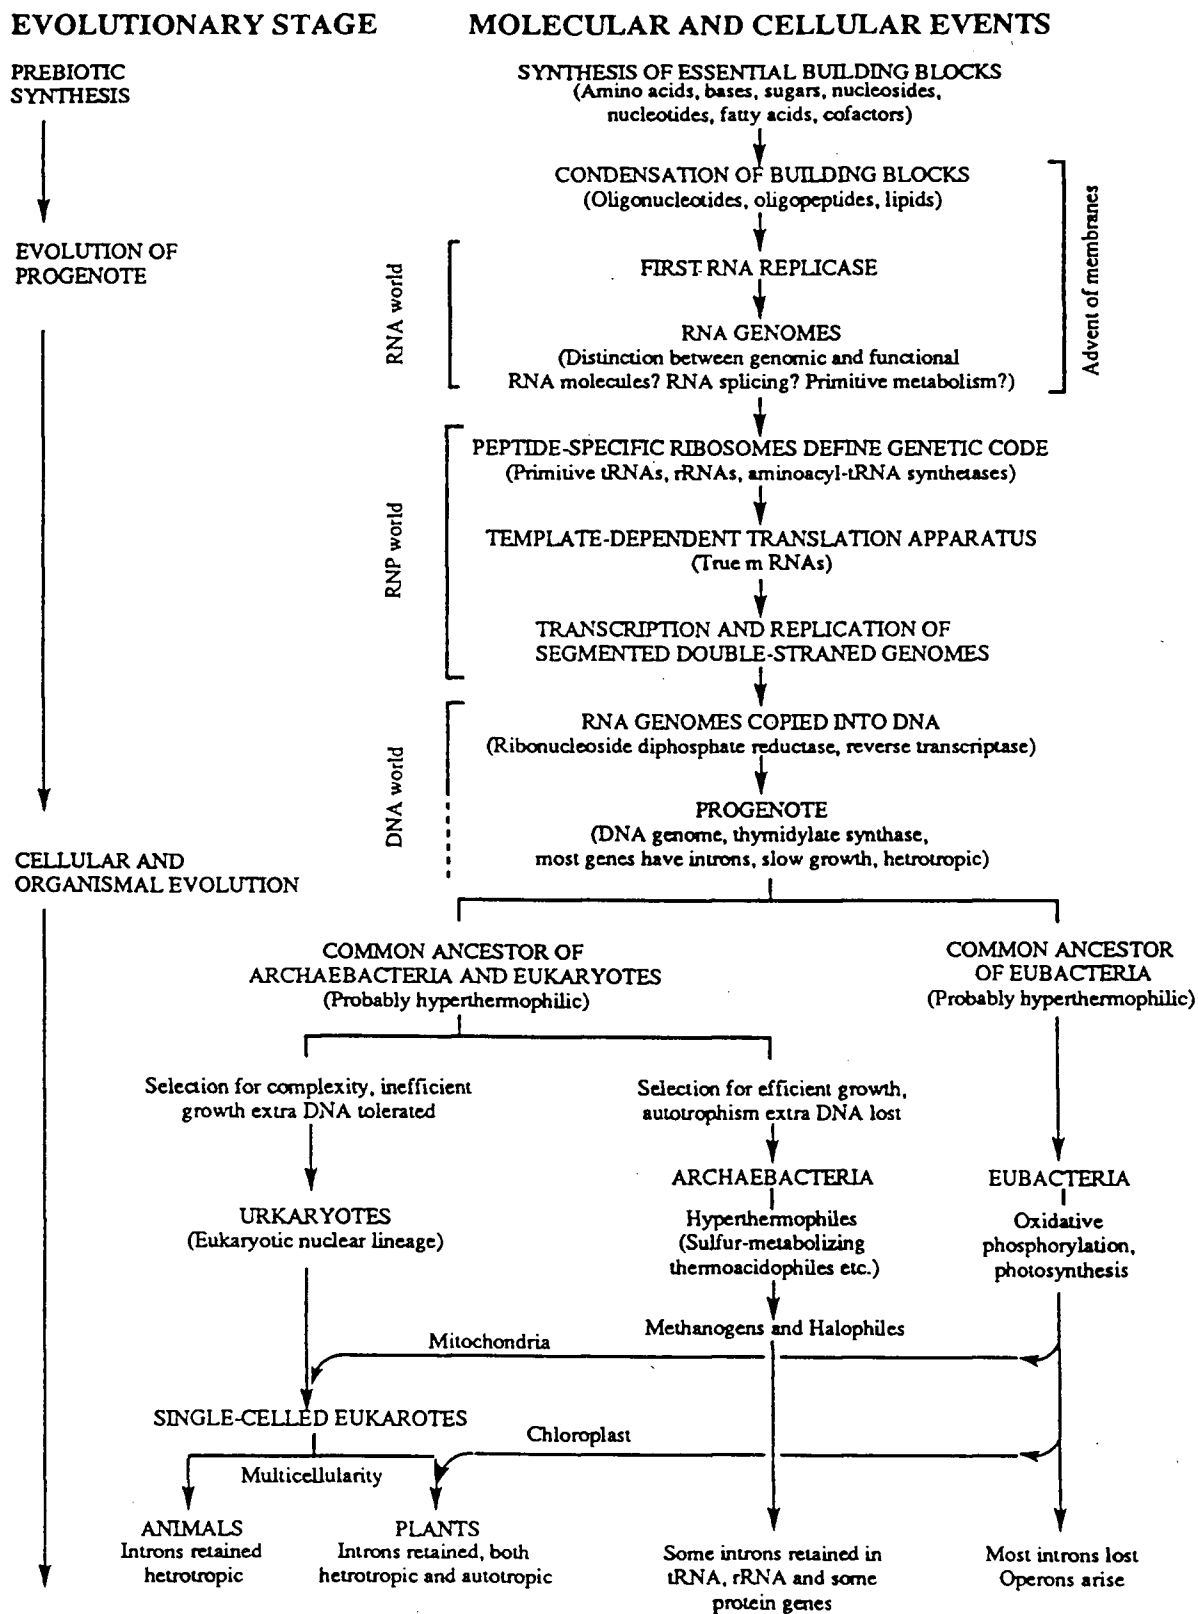 EVOLUTIONARY STAGE
MOLECULAR AND CELLULAR EVENTS
PREBIOTIC
SYNTHESIS
SYNTHESIS OF ESSENTIAL BUILDING BLOCKS
(Amino acids, bases, sugars, nucleosides,
nucleotides, fatty acids, cofactors)
CONDENSATION OF BUILDING BLOCKS
(Oligonucleotides, oligopeptides, lipids)
Advent of membranes
EVOLUTION OF
PROGENOTE
RNA world
FIRST RNA REPLICASE
RNA GENOMES
(Distinction between genomic and functional
RNA molecules? RNA splicing? Primitive metabolism?)
RNP world
PEPTIDE-SPECIFIC RIBOSOMES DEFINE GENETIC CODE
(Primitive tRNAs, rRNAs, aminoacyl-tRNA synthetases)
TEMPLATE-DEPENDENT TRANSLATION APPARATUS
(True m RNAs)
TRANSCRIPTION AND REPLICATION OF
SEGMENTED DOUBLE-STRANED GENOMES
DNA world
RNA GENOMES COPIED INTO DNA
(Ribonucleoside diphosphate reductase, reverse transcriptase)
PROGENOTE
(DNA genome, thymidylate synthase,
most genes have introns, slow growth, hetrotropic)
CELLULAR AND
ORGANISMAL EVOLUTION
COMMON ANCESTOR OF
ARCHAEBACTERIA AND EUKARYOTES
(Probably hyperthermophilic)
COMMON ANCESTOR
OF EUBACTERIA
(Probably hyperthermophilic)
Selection for complexity, inefficient
growth extra DNA tolerated
Selection for efficient growth,
autotrophism extra DNA lost
ARCHAEBACTERIA
EUBACTERIA
URKARYOTES
(Eukaryotic nuclear lineage)
Hyperthermophiles
(Sulfur-metabolizing
thermoacidophiles etc.)
Oxidative
phosphorylation,
photosynthesis
Methanogens and Halophiles
Mitochondria
SINGLE-CELLED EUKAROTES
Chloroplast
Multicellularity
ANIMALS
Introns retained
hetrotropic
PLANTS
Introns retained, both
hetrotropic and autotropic
Some introns retained in
tRNA, rRNA and some
protein genes
Most introns lost
Operons arise